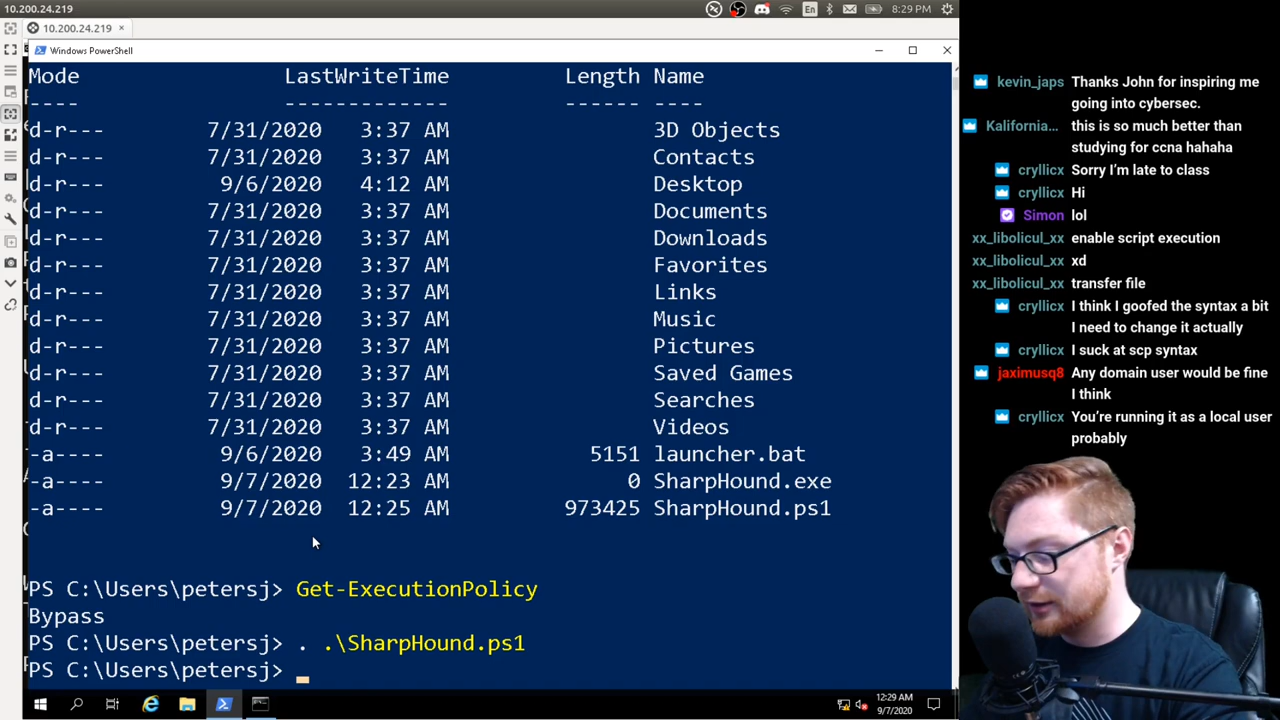 10.200.24.219
En
8:29 PM
10.200.24.219 ×
Windows PowerShell
Mode LastWriteTime Length Name
---- ------------- ------ ----
d-r--- 7/31/2020 3:37 AM 3D Objects
d-r--- 7/31/2020 3:37 AM Contacts
d-r--- 9/6/2020 4:12 AM Desktop
d-r--- 7/31/2020 3:37 AM Documents
d-r--- 7/31/2020 3:37 AM Downloads
d-r--- 7/31/2020 3:37 AM Favorites
d-r--- 7/31/2020 3:37 AM Links
d-r--- 7/31/2020 3:37 AM Music
d-r--- 7/31/2020 3:37 AM Pictures
d-r--- 7/31/2020 3:37 AM Saved Games
d-r--- 7/31/2020 3:37 AM Searches
d-r--- 7/31/2020 3:37 AM Videos
-a---- 9/6/2020 3:49 AM 5151 launcher.bat
-a---- 9/7/2020 12:23 AM 0 SharpHound.exe
-a---- 9/7/2020 12:25 AM 973425 SharpHound.ps1
PS C:\Users\petersj> Get-ExecutionPolicy
Bypass
PS C:\Users\petersj> . .\SharpHound.ps1
PS C:\Users\petersj>
12:29 AM
9/7/2020
kevin_japs Thanks John for inspiring me
going into cybersec.
Kalifornia... this is so much better than
studying for ccna hahaha
cryllicx Sorry I'm late to class
cryllicx Hi
Simon lol
xx_libolicul_xx enable script execution
xx_libolicul_xx xd
xx_libolicul_xx transfer file
cryllicx I think I goofed the syntax a bit
I need to change it actually
cryllicx I suck at scp syntax
jaximusq8 Any domain user would be fine
I think
cryllicx You're running it as a local user
probably